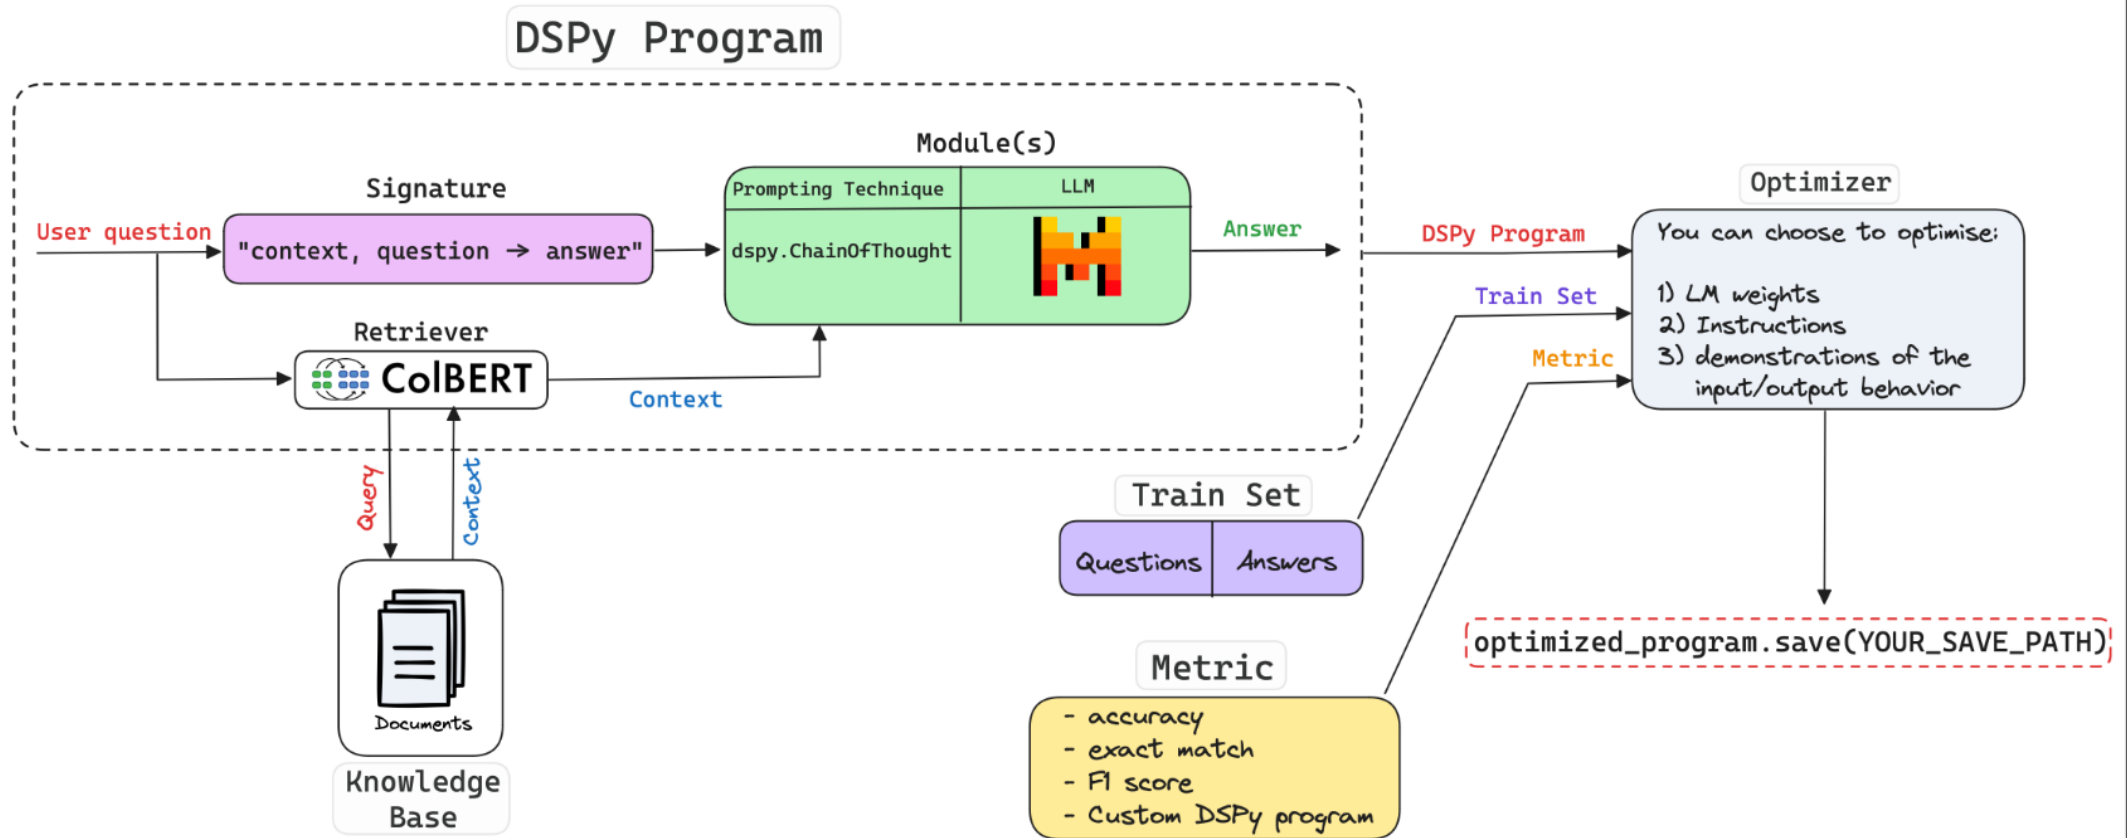 DSPy Program
Module(s)
Signature
Prompting Technique
LLM
User question
"context, question → answer"
dspy.ChainOfThought
Answer
Retriever
ColBERT
Context
Query
Context
Documents
Knowledge
Base
DSPy Program
Train Set
Metric
Optimizer
You can choose to optimise:
1) LM weights
2) Instructions
3) demonstrations of the
input/output behavior
Train Set
Questions
Answers
Metric
- accuracy
- exact match
- F1 score
- Custom DSPy program
optimized_program.save(YOUR_SAVE_PATH)